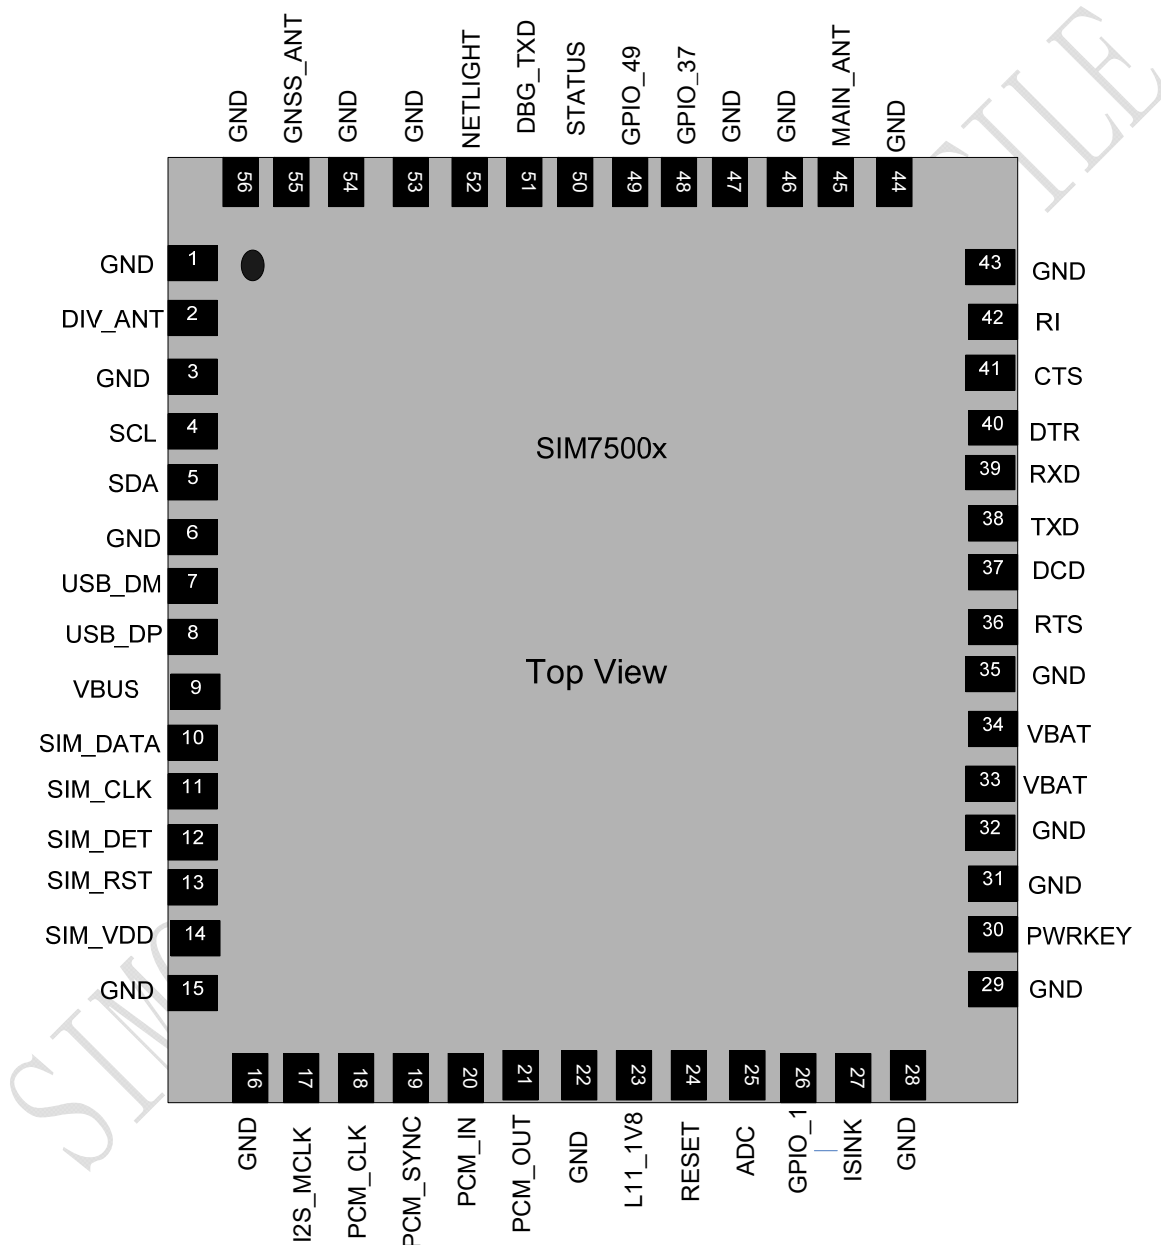 GND
GNSS_ANT
GND
GND
NETLIGHT
DBG_TXD
STATUS
GPIO_49
GPIO_37
GND
GND
MAIN_ANT
GND
56
55
54
53
52
51
50
49
48
47
46
45
44
GND 1
DIV_ANT 2
GND 3
SCL 4
SDA 5
GND 6
USB_DM 7
USB_DP 8
VBUS 9
SIM_DATA 10
SIM_CLK 11
SIM_DET 12
SIM_RST 13
SIM_VDD 14
GND 15
SIM7500x
Top View
43 GND
42 RI
41 CTS
40 DTR
39 RXD
38 TXD
37 DCD
36 RTS
35 GND
34 VBAT
33 VBAT
32 GND
31 GND
30 PWRKEY
29 GND
16
17
18
19
20
21
22
23
24
25
26
27
28
GND
I2S_MCLK
PCM_CLK
PCM_SYNC
PCM_IN
PCM_OUT
GND
L11_1V8
RESET
ADC
GPIO_1
ISINK
GND